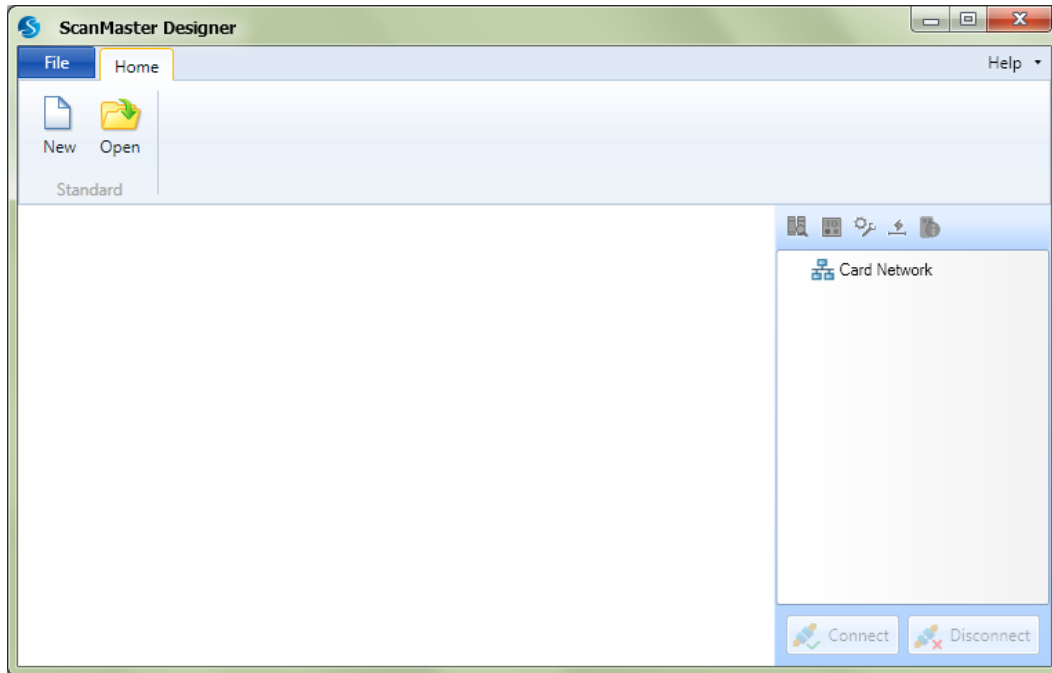 ScanMaster Designer
File Home Help
New Open
Standard
Card Network
Connect Disconnect